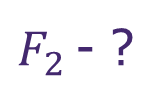 F₂ - ?